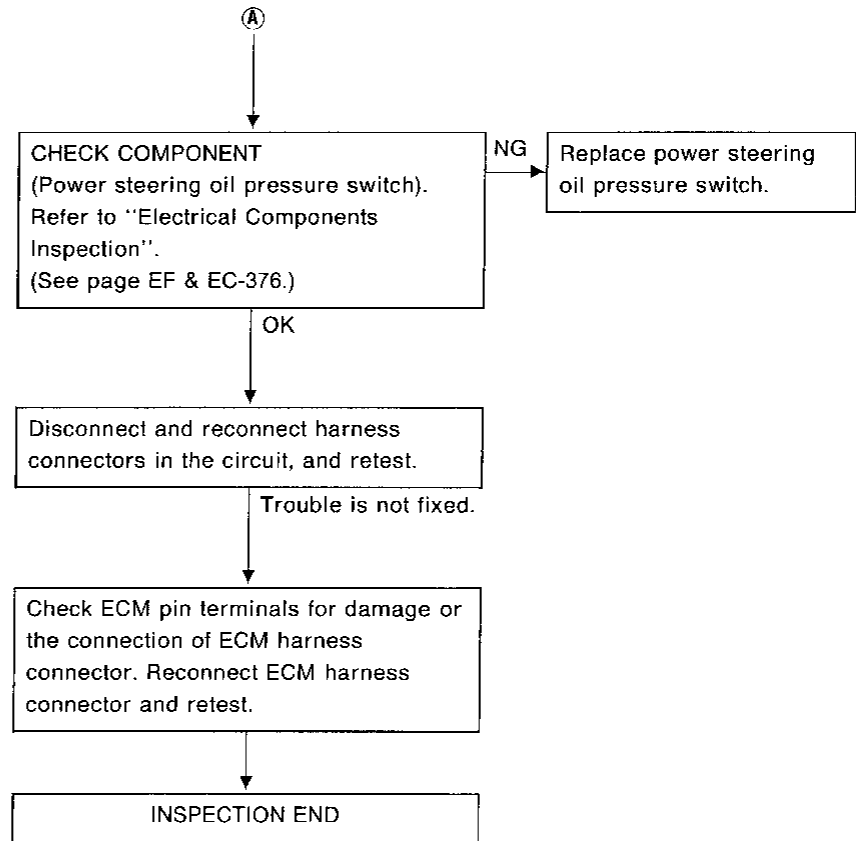 A
CHECK COMPONENT
(Power steering oil pressure switch).
Refer to "Electrical Components
Inspection".
(See page EF & EC-376.)
NG
Replace power steering
oil pressure switch.
OK
Disconnect and reconnect harness
connectors in the circuit, and retest.
Trouble is not fixed.
Check ECM pin terminals for damage or
the connection of ECM harness
connector. Reconnect ECM harness
connector and retest.
INSPECTION END